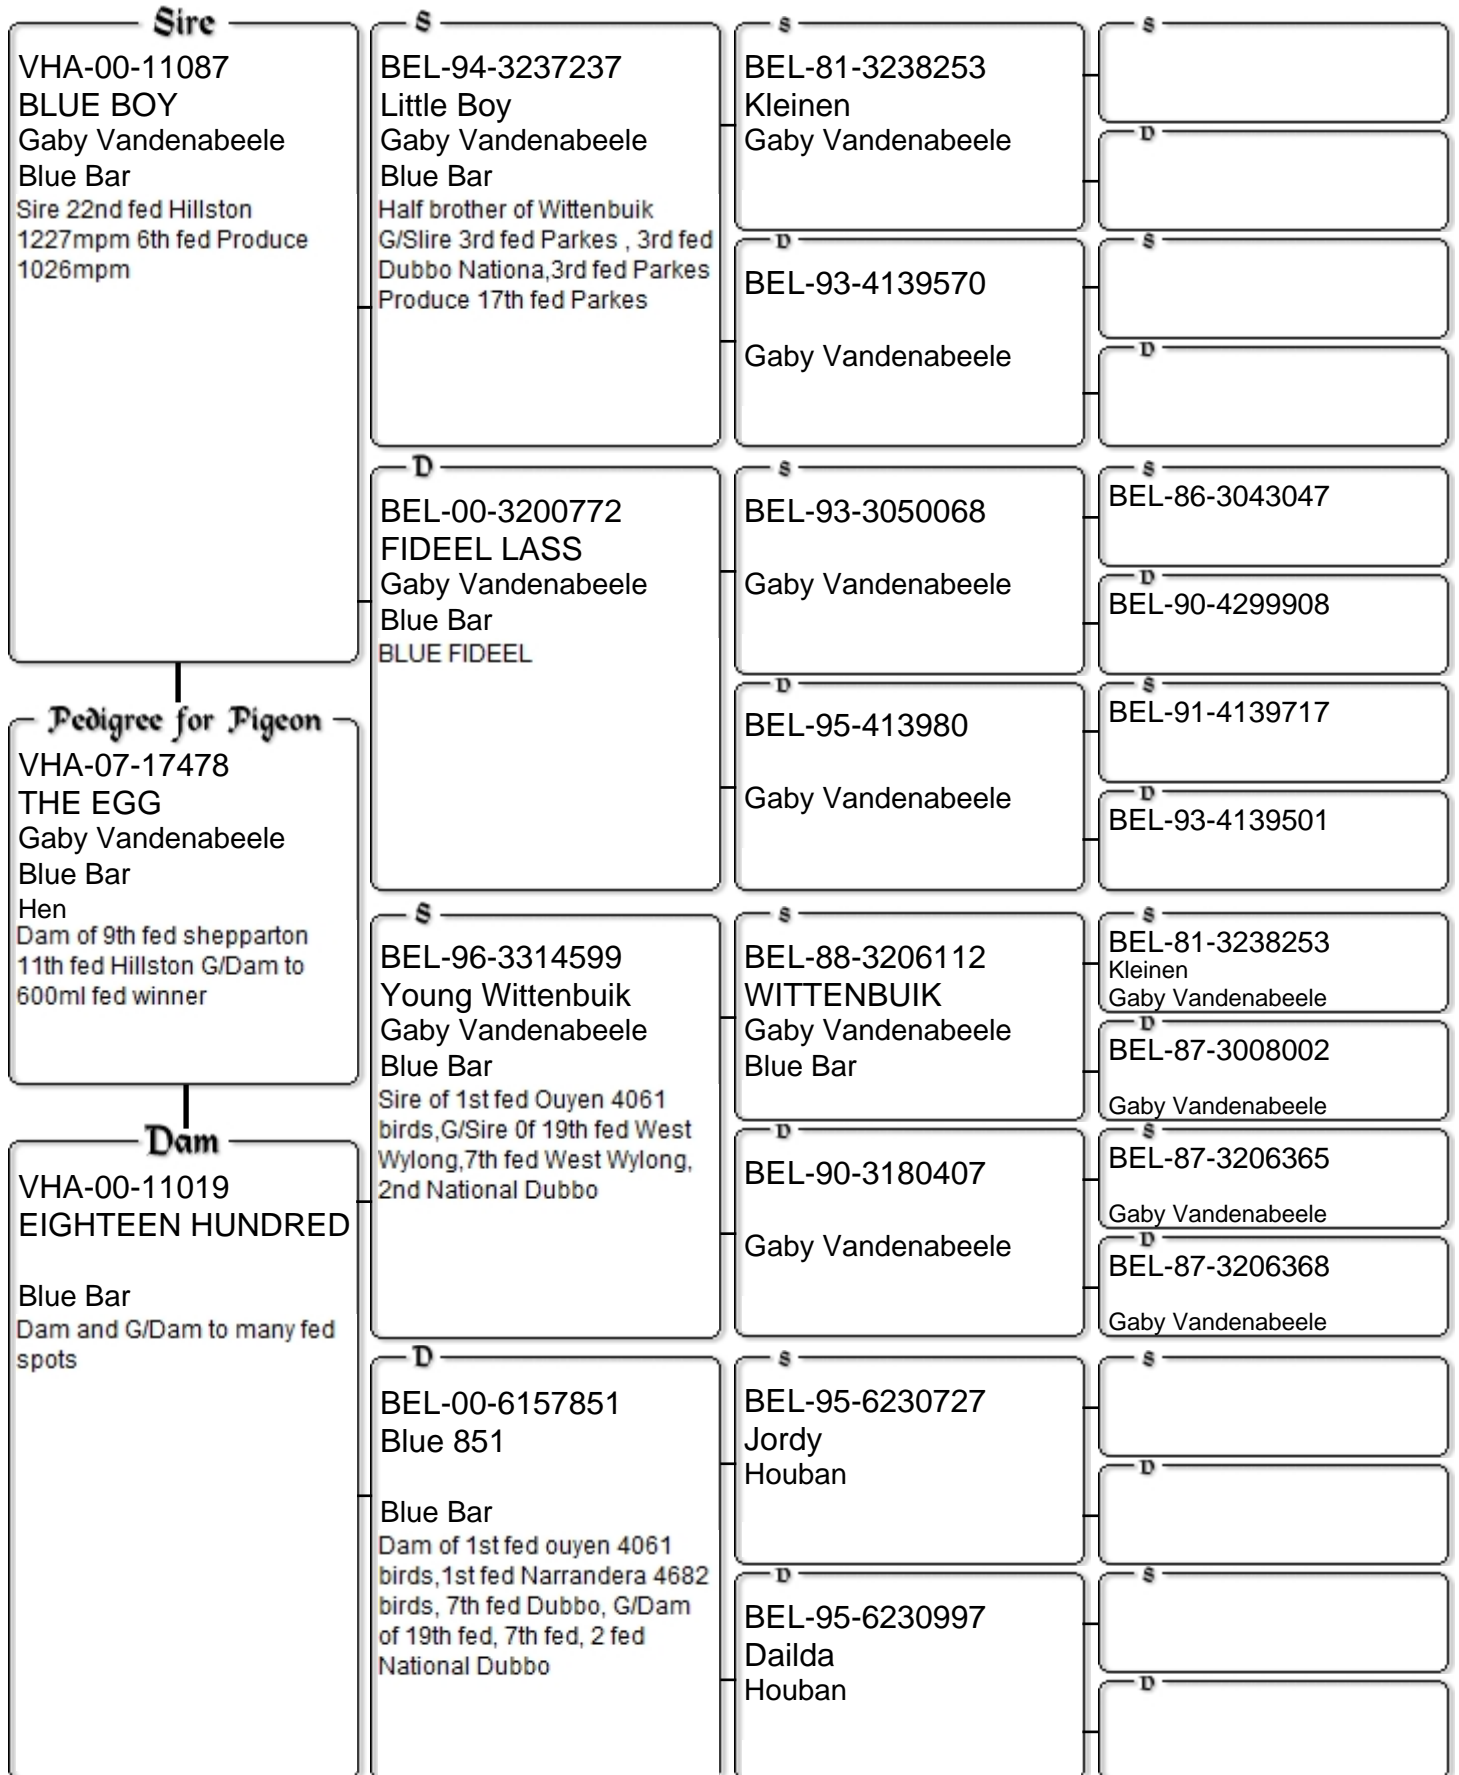 Sire
VHA-00-11087
BLUE BOY
Gaby Vandenabeele
Blue Bar
Sire 22nd fed Hillston
1227mpm 6th fed Produce
1026mpm
Pedigree for Pigeon
VHA-07-17478
THE EGG
Gaby Vandenabeele
Blue Bar
Hen
Dam of 9th fed shepparton
11th fed Hillston G/Dam to
600ml fed winner
Dam
VHA-00-11019
EIGHTEEN HUNDRED
Blue Bar
Dam and G/Dam to many fed
spots
S
BEL-94-3237237
Little Boy
Gaby Vandenabeele
Blue Bar
Half brother of Wittenbuik
G/SIire 3rd fed Parkes , 3rd fed
Dubbo Nationa,3rd fed Parkes
Produce 17th fed Parkes
D
BEL-00-3200772
FIDEEL LASS
Gaby Vandenabeele
Blue Bar
BLUE FIDEEL
S
BEL-96-3314599
Young Wittenbuik
Gaby Vandenabeele
Blue Bar
Sire of 1st fed Ouyen 4061
birds,G/Sire 0f 19th fed West
Wylong,7th fed West Wylong,
2nd National Dubbo
D
BEL-00-6157851
Blue 851
Blue Bar
Dam of 1st fed ouyen 4061
birds,1st fed Narrandera 4682
birds, 7th fed Dubbo, G/Dam
of 19th fed, 7th fed, 2 fed
National Dubbo
S
BEL-81-3238253
Kleinen
Gaby Vandenabeele
D
BEL-93-4139570
Gaby Vandenabeele
S
BEL-93-3050068
Gaby Vandenabeele
D
BEL-95-413980
Gaby Vandenabeele
S
BEL-88-3206112
WITTENBUIK
Gaby Vandenabeele
Blue Bar
D
BEL-90-3180407
Gaby Vandenabeele
S
BEL-95-6230727
Jordy
Houban
D
BEL-95-6230997
Dailda
Houban
S
D
S
D
S
BEL-86-3043047
D
BEL-90-4299908
S
BEL-91-4139717
D
BEL-93-4139501
S
BEL-81-3238253
Kleinen
Gaby Vandenabeele
D
BEL-87-3008002
Gaby Vandenabeele
S
BEL-87-3206365
Gaby Vandenabeele
D
BEL-87-3206368
Gaby Vandenabeele
S
D
S
D